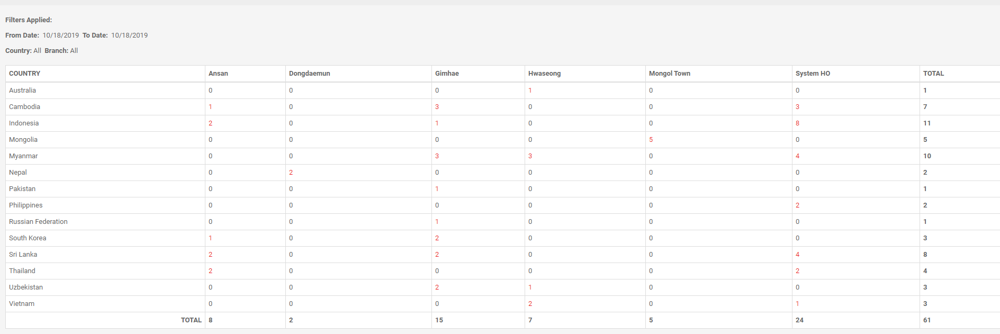 Filters Applied:
From Date: 10/18/2019 To Date: 10/18/2019
Country: All Branch: All
COUNTRY Ansan Dongdaemun Gimhae Hwaseong Mongol Town System HO TOTAL
Australia 0 0 0 1 0 0 1
Cambodia 1 0 3 0 0 3 7
Indonesia 2 0 1 0 0 8 11
Mongolia 0 0 0 0 5 0 5
Myanmar 0 0 3 3 0 4 10
Nepal 0 2 0 0 0 0 2
Pakistan 0 0 1 0 0 0 1
Philippines 0 0 0 0 0 2 2
Russian Federation 0 0 1 0 0 0 1
South Korea 1 0 2 0 0 0 3
Sri Lanka 2 0 2 0 0 4 8
Thailand 2 0 0 0 0 2 4
Uzbekistan 0 0 2 1 0 0 3
Vietnam 0 0 0 2 0 1 3
TOTAL 8 2 15 7 5 24 61